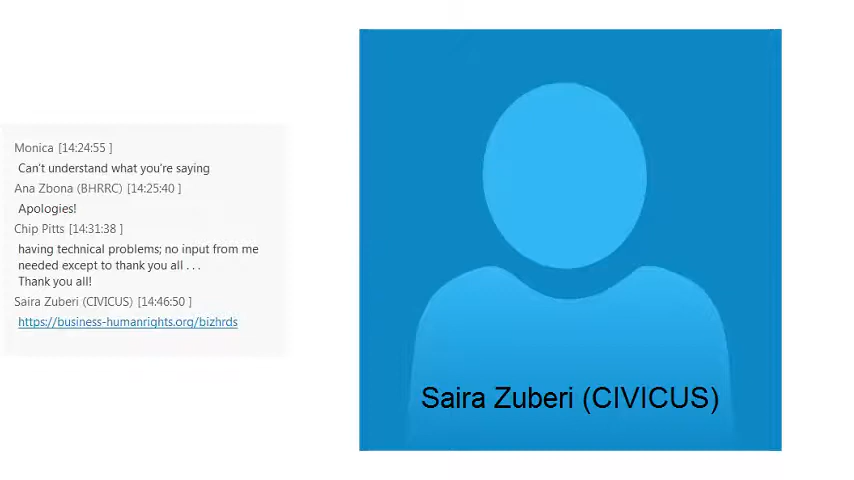 Monica [14:24:55 ]
Can't understand what you're saying
Ana Zbona (BHRRC) [14:25:40 ]
Apologies!
Chip Pitts [14:31:38 ]
having technical problems; no input from me
needed except to thank you all . . .
Thank you all!
Saira Zuberi (CIVICUS) [14:46:50 ]
https://business-humanrights.org/bizhrds
Saira Zuberi (CIVICUS)